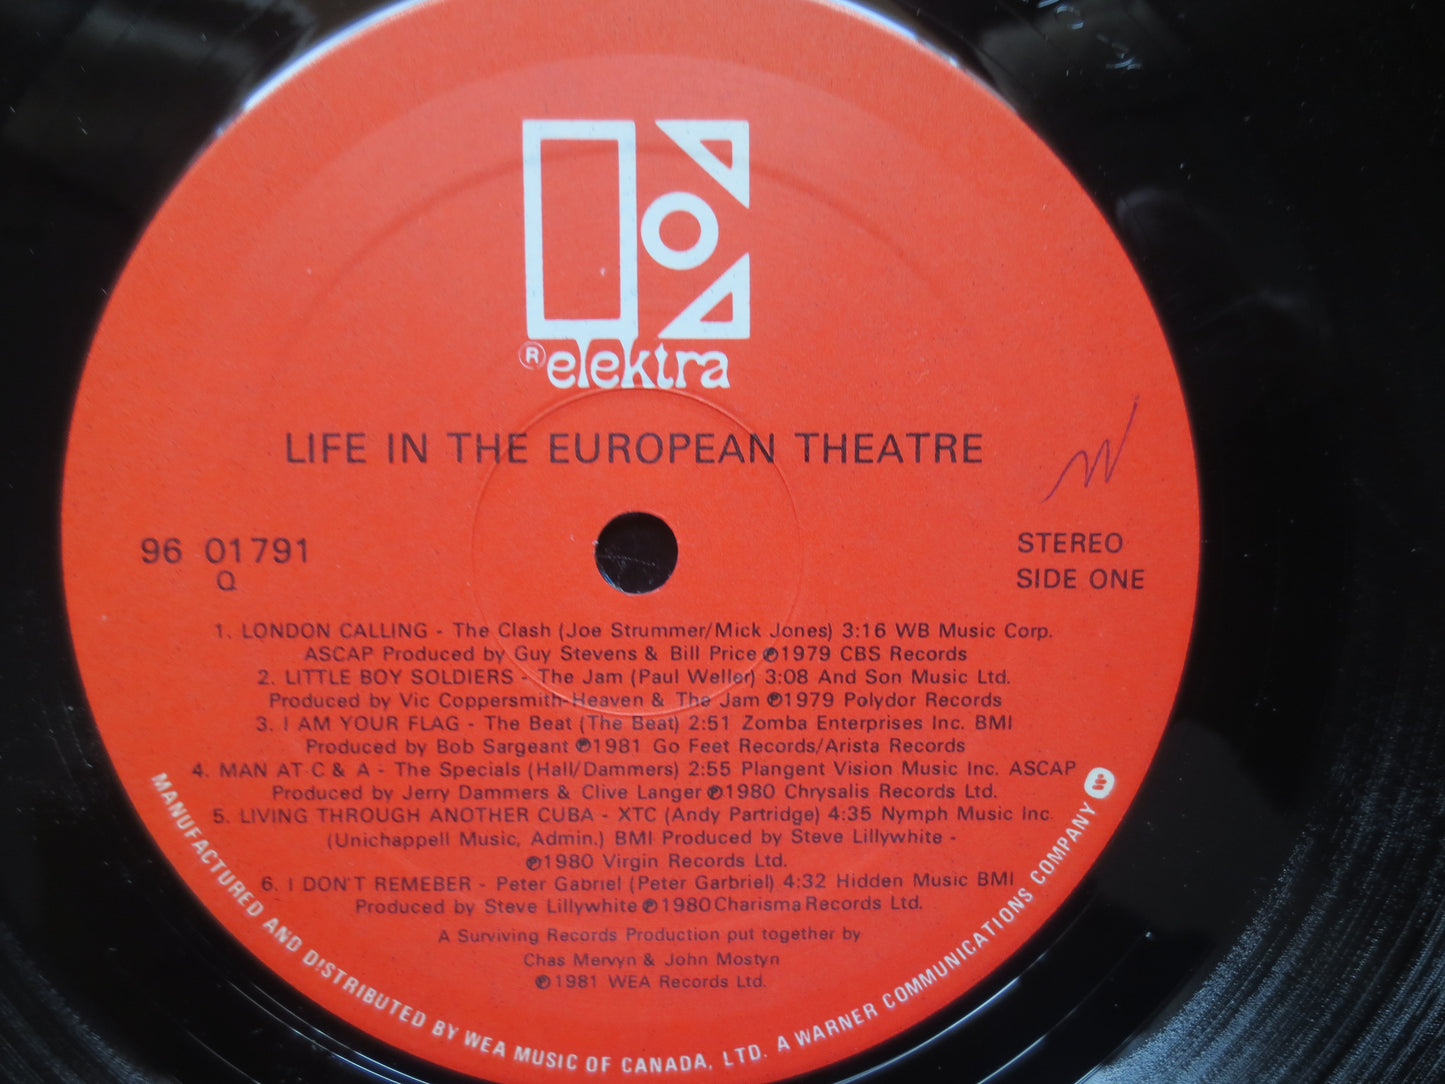 ® elektra
LIFE IN THE EUROPEAN THEATRE
96 01791
Q
STEREO
SIDE ONE
1. LONDON CALLING - The Clash (Joe Strummer/Mick Jones) 3:16 WB Music Corp.
ASCAP Produced by Guy Stevens & Bill Price ℗1979 CBS Records
2. LITTLE BOY SOLDIERS - The Jam (Paul Weller) 3:08 And Son Music Ltd.
Produced by Vic Coppersmith-Heaven & The Jam ℗1979 Polydor Records
3. I AM YOUR FLAG - The Beat (The Beat) 2:51 Zomba Enterprises Inc. BMI
Produced by Bob Sargeant ℗1981 Go Feet Records/Arista Records
4. MAN AT C & A - The Specials (Hall/Dammers) 2:55 Plangent Vision Music Inc. ASCAP
Produced by Jerry Dammers & Clive Langer ℗1980 Chrysalis Records Ltd.
5. LIVING THROUGH ANOTHER CUBA - XTC (Andy Partridge) 4:35 Nymph Music Inc.
(Unichappell Music, Admin.) BMI Produced by Steve Lillywhite -
℗1980 Virgin Records Ltd.
6. I DON'T REMEBER - Peter Gabriel (Peter Garbriel) 4:32 Hidden Music BMI
Produced by Steve Lillywhite ℗1980 Charisma Records Ltd.
A Surviving Records Production put together by
Chas Mervyn & John Mostyn
℗1981 WEA Records Ltd.
MANUFACTURED AND DISTRIBUTED BY WEA MUSIC OF CANADA, LTD. A WARNER COMMUNICATIONS COMPANY